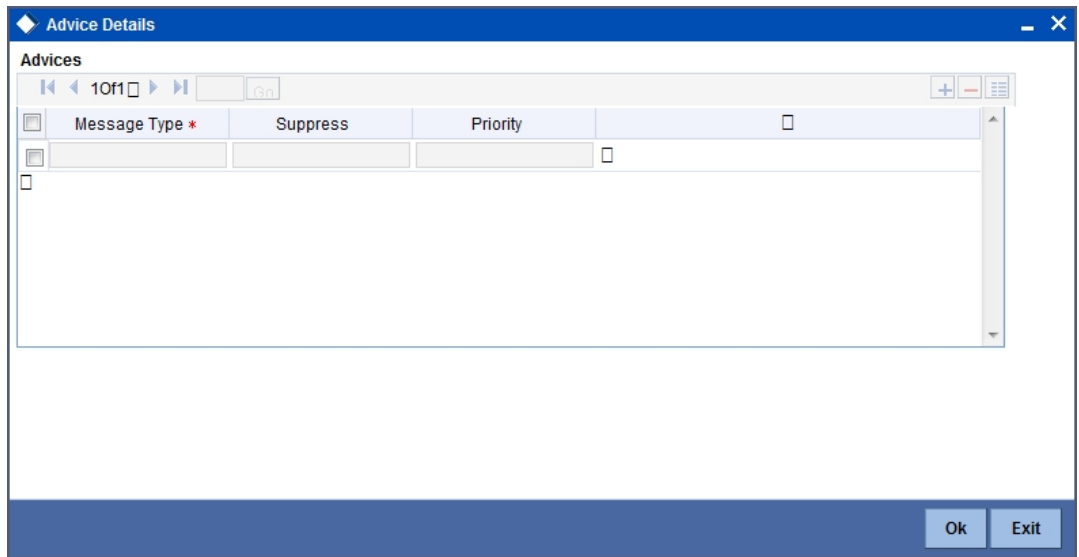 Advice Details
Advices
1Of1 Go
Message Type * Suppress Priority
Ok Exit